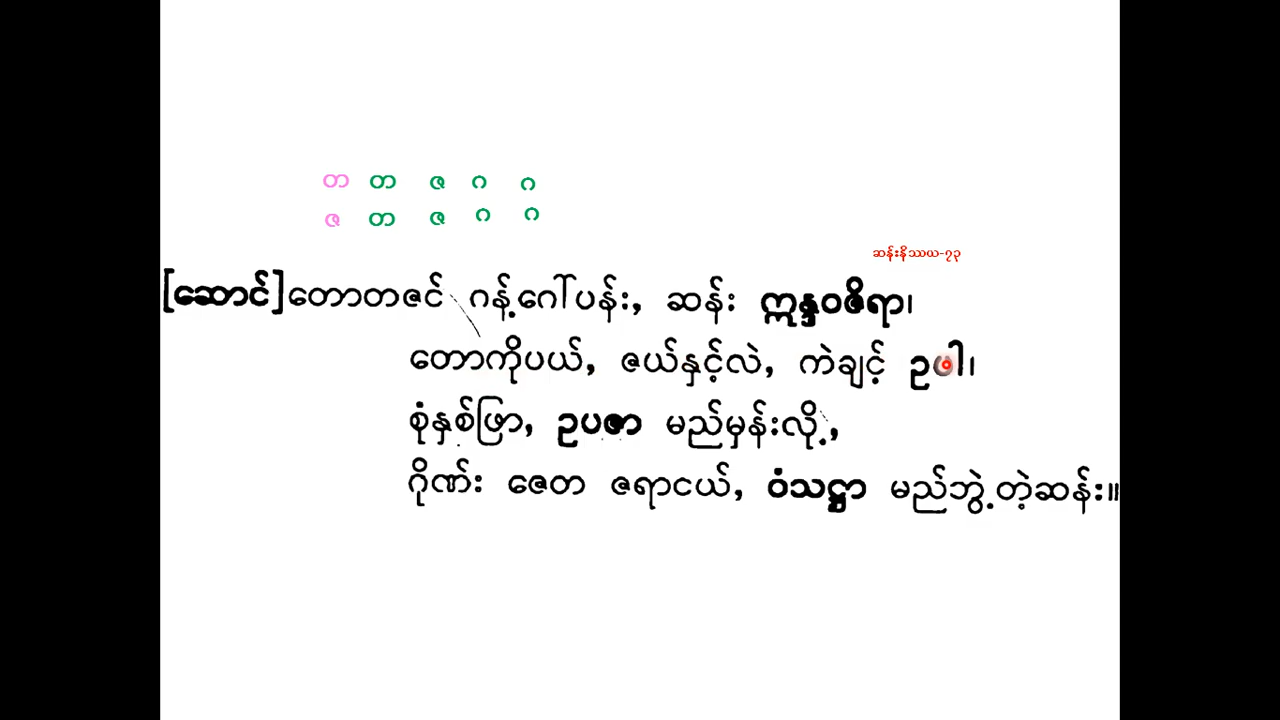 တ တ ဇ ဂ ဂ
ဇ တ ဇ ဂ ဂ
ဆန်းနိဿယ-၇၃
[ဆောင်]တောတဇင် ဂန့်ဂေါ်ပန်း, ဆန်း ဣန္ဒဝဇိရာ၊
တောကိုပယ်, ဇယ်နှင့်လဲ, ကဲချင့် ဥပါ၊
စုံနှစ်ဖြာ, ဥပဇာ မည်မှန်းလို့,
ဂိုဏ်း ဇေတ ဇရာငယ်, ဝံသဋ္ဌာ မည်ဘွဲ့တဲ့ဆန်း။